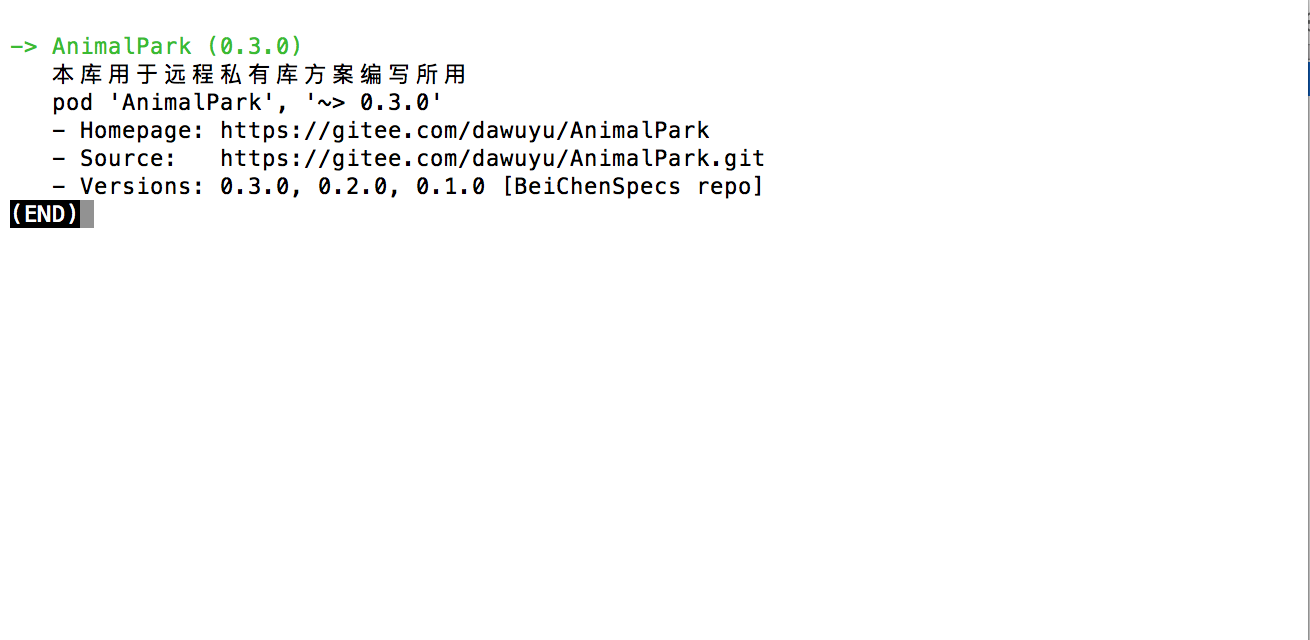 -> AnimalPark (0.3.0)
本库用于远程私有库方案编写所用
pod 'AnimalPark', '~> 0.3.0'
- Homepage: https://gitee.com/dawuyu/AnimalPark
- Source:   https://gitee.com/dawuyu/AnimalPark.git
- Versions: 0.3.0, 0.2.0, 0.1.0 [BeiChenSpecs repo]
(END)